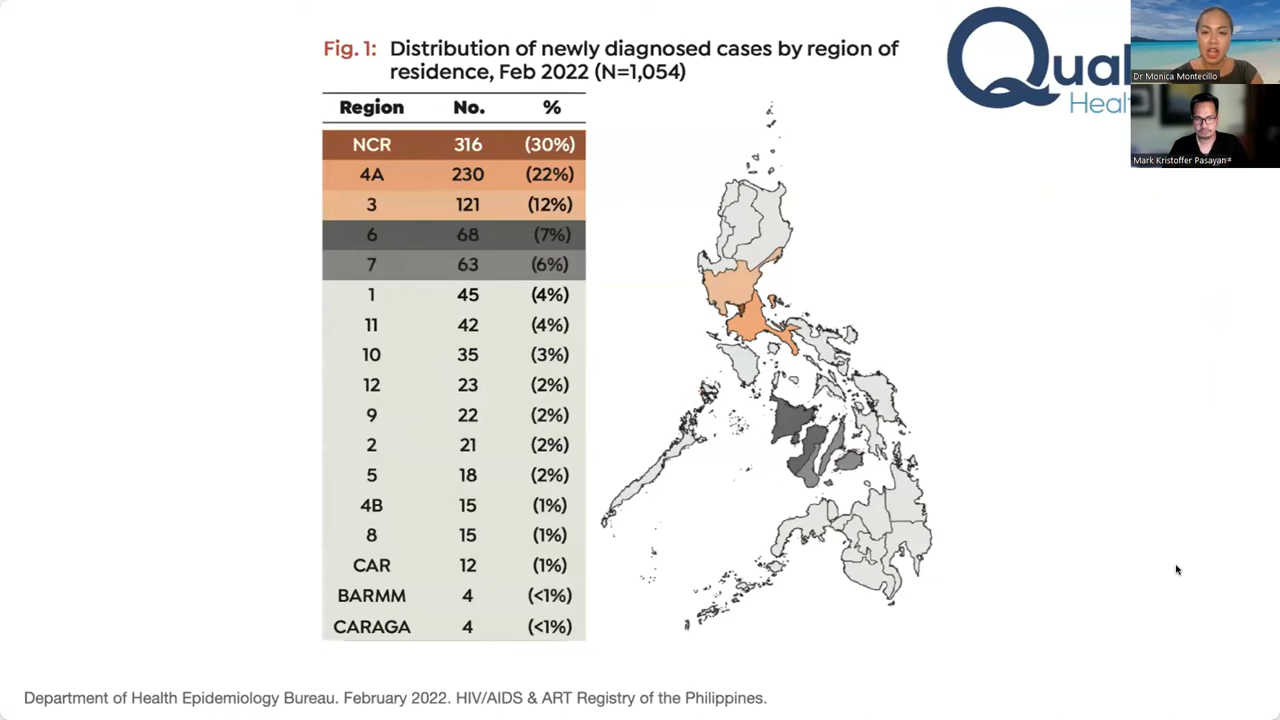 Fig. 1: Distribution of newly diagnosed cases by region of
residence, Feb 2022 (N=1,054)
Region No. %
NCR 316 (30%)
4A 230 (22%)
3 121 (12%)
6 68 (7%)
7 63 (6%)
1 45 (4%)
11 42 (4%)
10 35 (3%)
12 23 (2%)
9 22 (2%)
2 21 (2%)
5 18 (2%)
4B 15 (1%)
8 15 (1%)
CAR 12 (1%)
BARMM 4 (<1%)
CARAGA 4 (<1%)
Qual
Heal
Dr Monica Montecillo
Mark Kristoffer Pasayan
Department of Health Epidemiology Bureau. February 2022. HIV/AIDS & ART Registry of the Philippines.